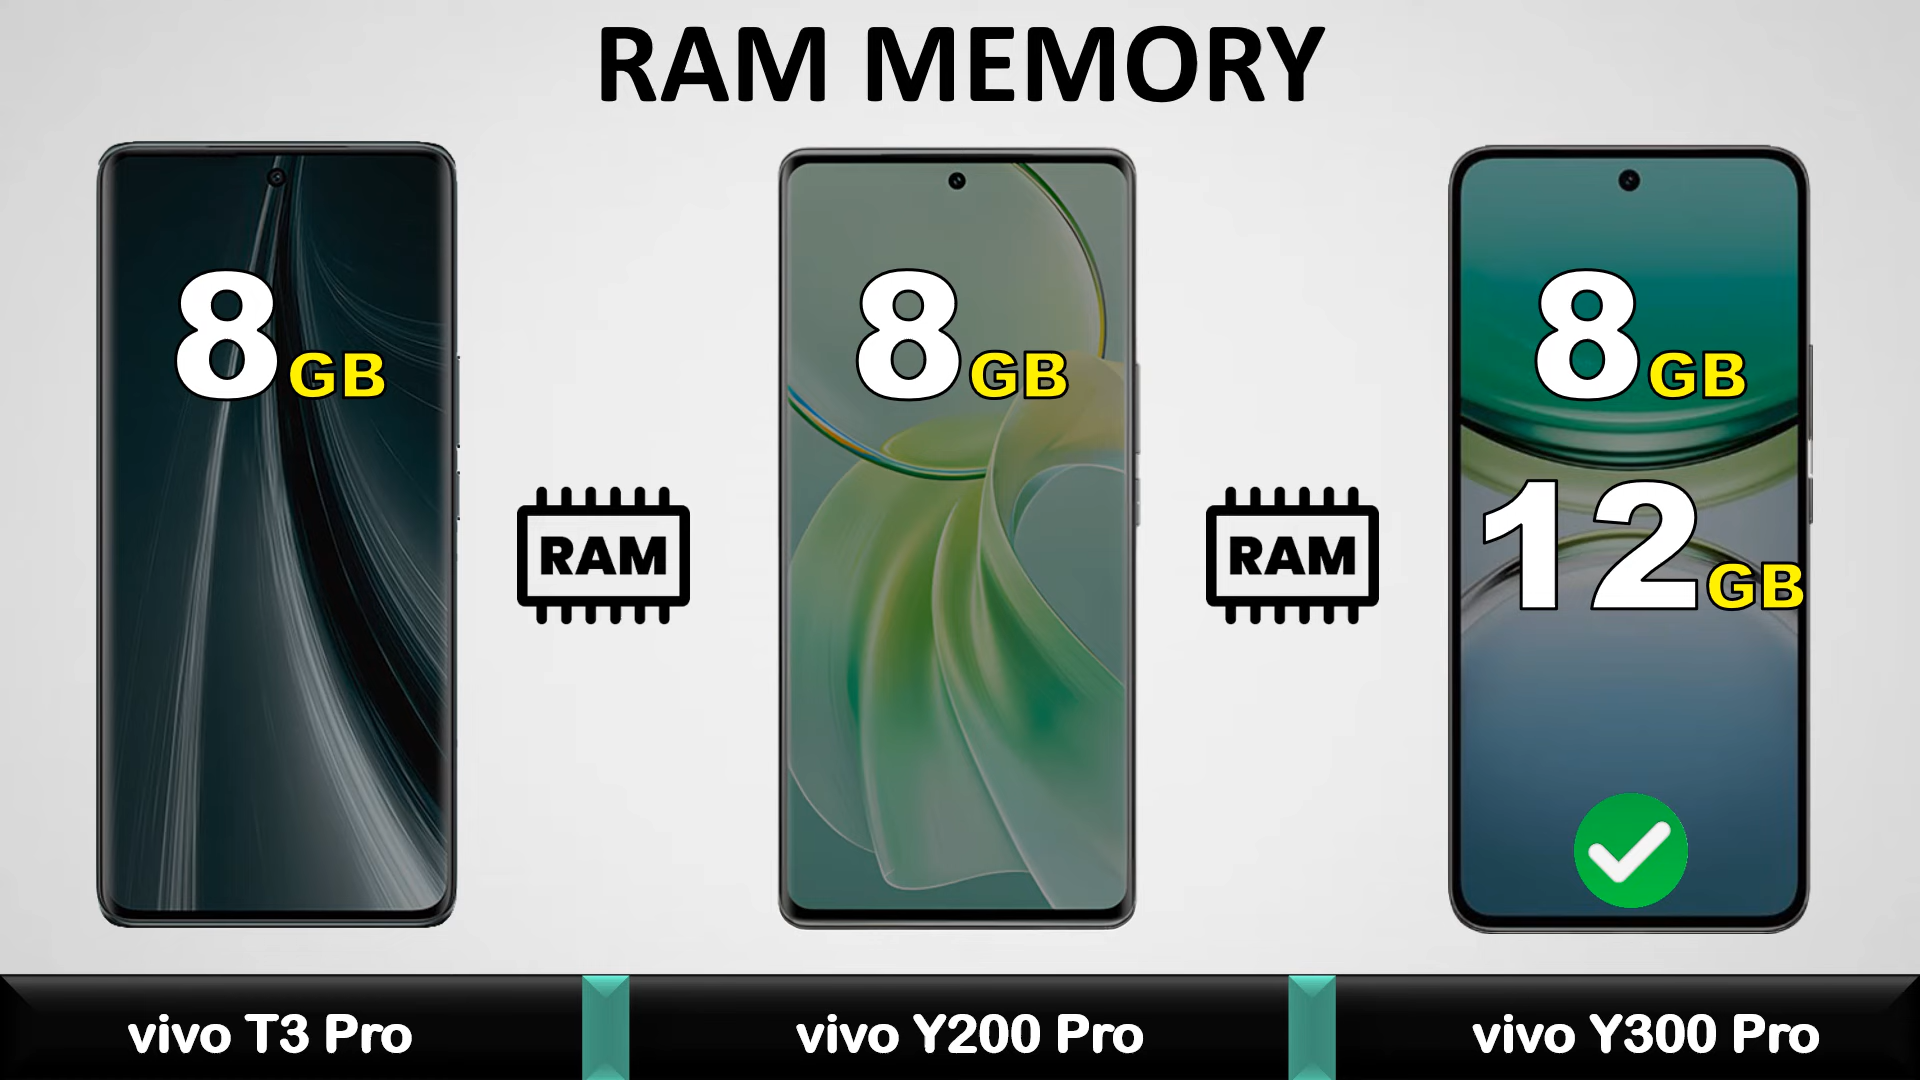 RAM MEMORY
8GB
8GB
8GB
12GB
RAM
RAM
vivo T3 Pro
vivo Y200 Pro
vivo Y300 Pro